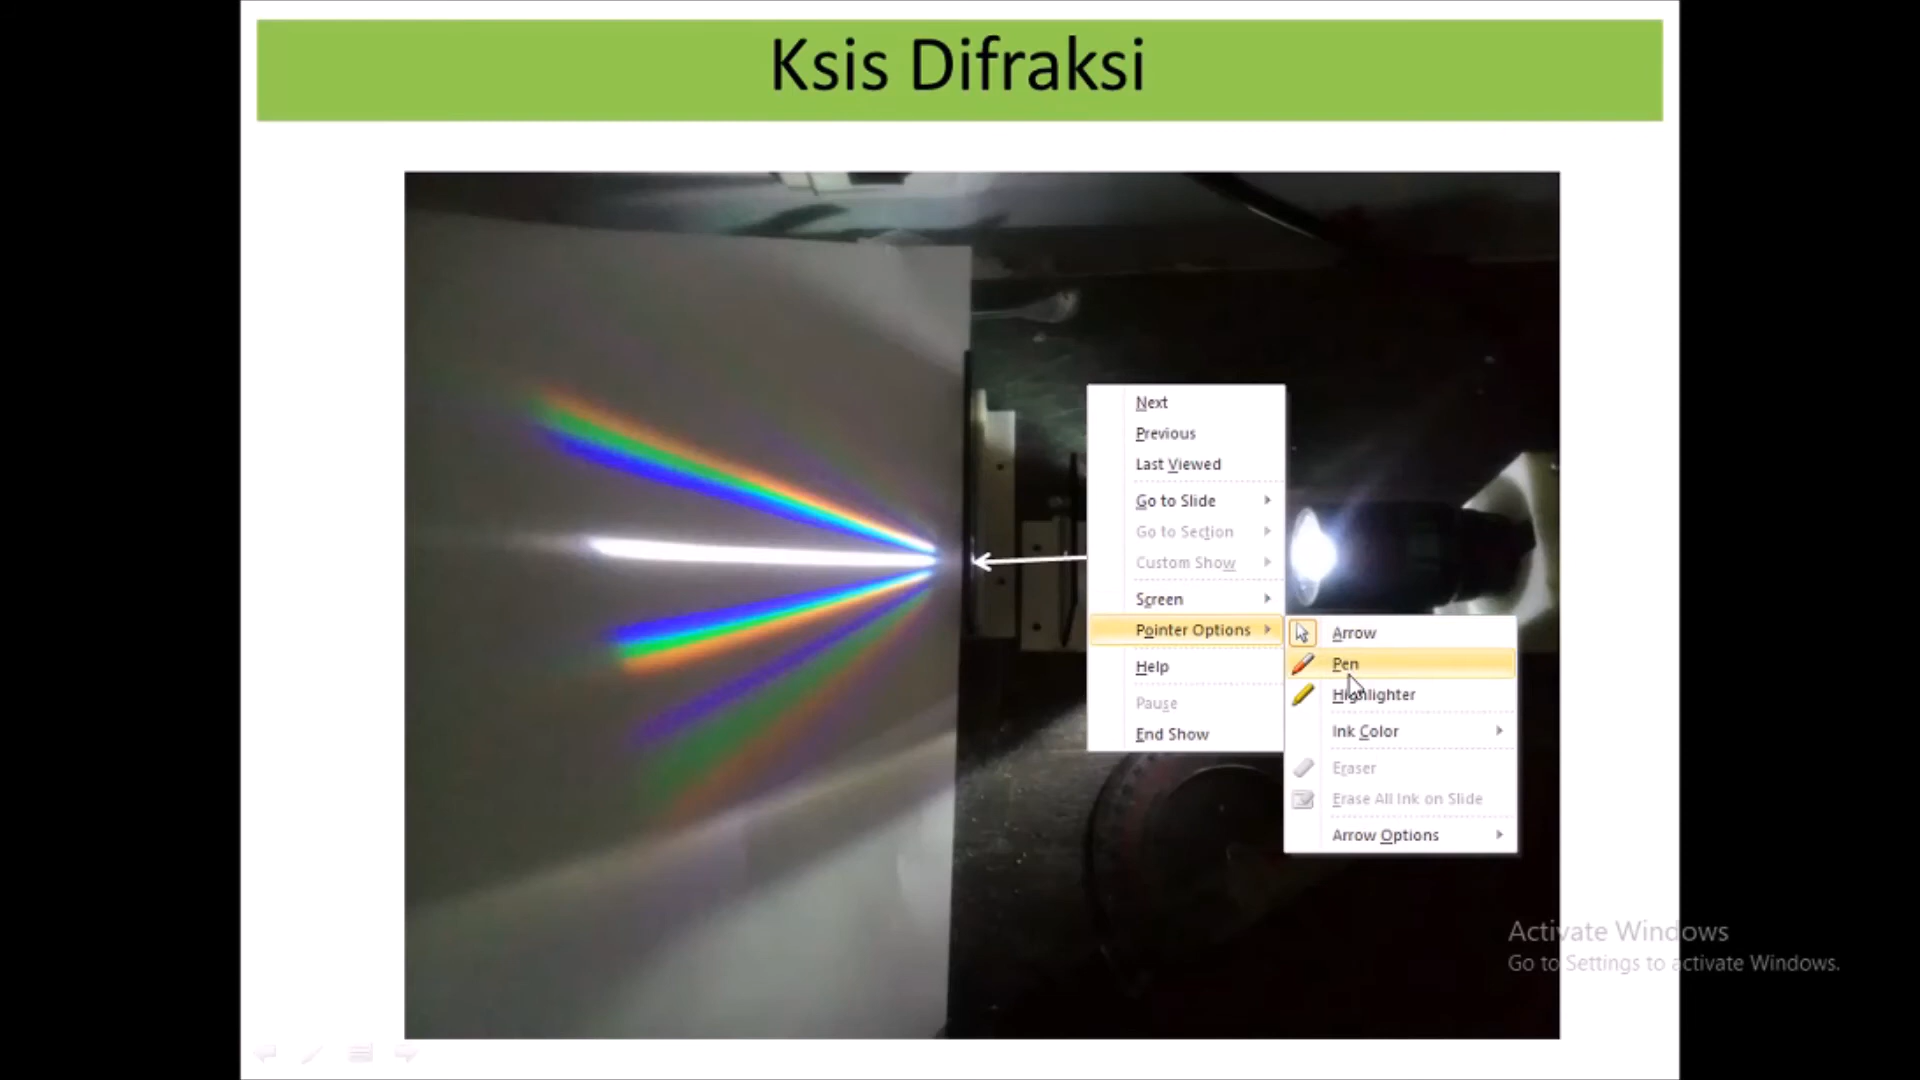 Ksis Difraksi
Next
Previous
Last Viewed
Go to Slide
Go to Section
Custom Show
Screen
Pointer Options
Help
Pause
End Show
Arrow
Pen
Highlighter
Ink Color
Eraser
Erase All Ink on Slide
Arrow Options
Activate Windows
Go to Settings to activate Windows.